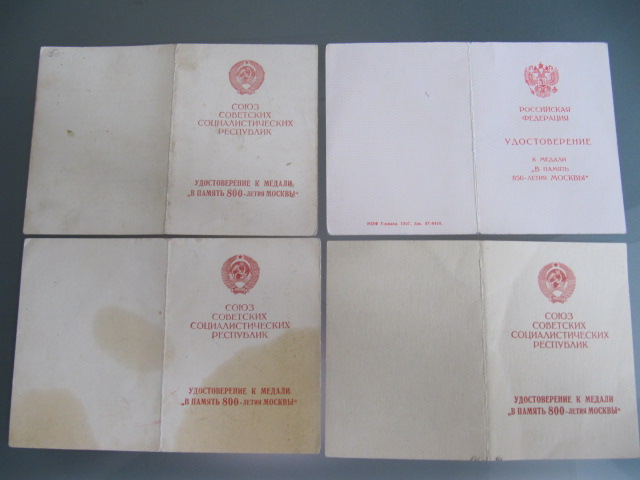 СОЮЗ
СОВЕТСКИХ
СОЦИАЛИСТИЧЕСКИХ
РЕСПУБЛИК
УДОСТОВЕРЕНИЕ К МЕДАЛИ
„В ПАМЯТЬ 800-ЛЕТИЯ МОСКВЫ“
РОССИЙСКАЯ
ФЕДЕРАЦИЯ
УДОСТОВЕРЕНИЕ
К МЕДАЛИ
"В ПАМЯТЬ
850-ЛЕТИЯ МОСКВЫ"
1997. Зак.
СОЮЗ
СОВЕТСКИХ
СОЦИАЛИСТИЧЕСКИХ
РЕСПУБЛИК
УДОСТОВЕРЕНИЕ К МЕДАЛИ
„В ПАМЯТЬ 800-ЛЕТИЯ МОСКВЫ“
СОЮЗ
СОВЕТСКИХ
СОЦИАЛИСТИЧЕСКИХ
РЕСПУБЛИК
УДОСТОВЕРЕНИЕ К МЕДАЛИ
„В ПАМЯТЬ 800-ЛЕТИЯ МОСКВЫ“